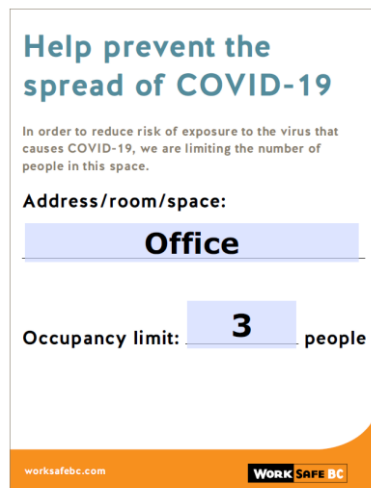 Help prevent the
spread of COVID-19
In order to reduce risk of exposure to the virus that
causes COVID-19, we are limiting the number of
people in this space.
Address/room/space:
Office
Occupancy limit: 3 people
worksafebc.com
WORK SAFE BC